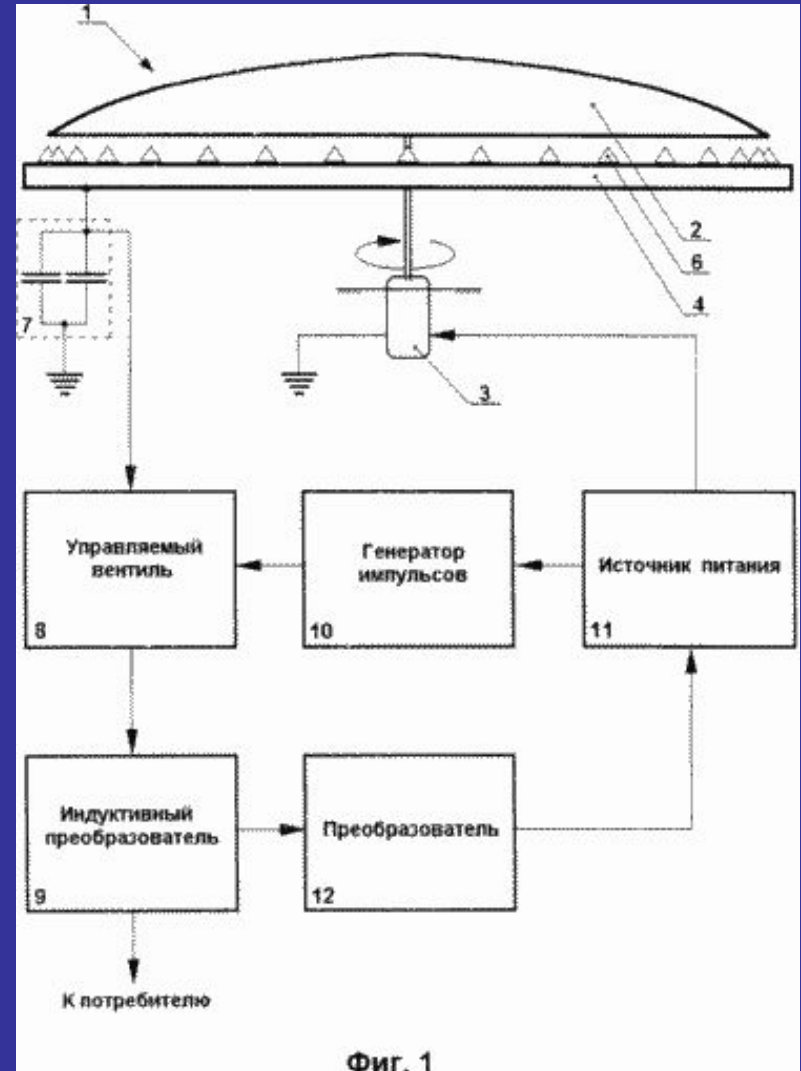 1
2
6
4
7
3
Управляемый
вентиль
8
Генератор
импульсов
10
Источник питания
11
Индуктивный
преобразователь
9
Преобразователь
12
К потребителю
Фиг. 1